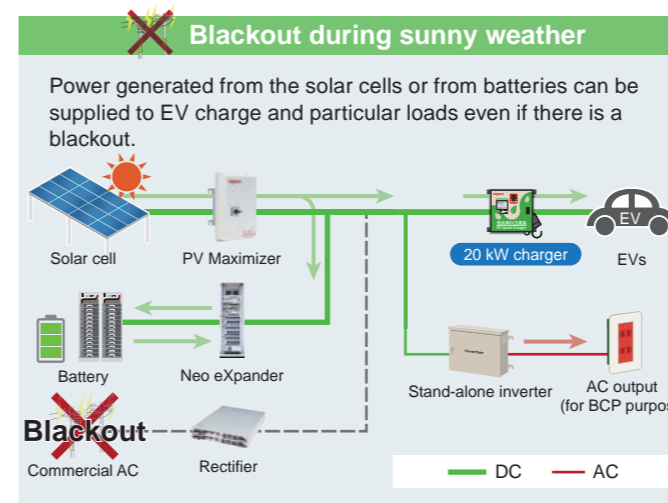 Blackout during sunny weather
Power generated from the solar cells or from batteries can be
supplied to EV charge and particular loads even if there is a
blackout.
Solar cell
PV Maximizer
20 kW charger
EV
EVs
Battery
Neo eXpander
Inverter
Stand-alone inverter
AC output
(for BCP purpos
Blackout
Commercial AC
Rectifier
DC
AC